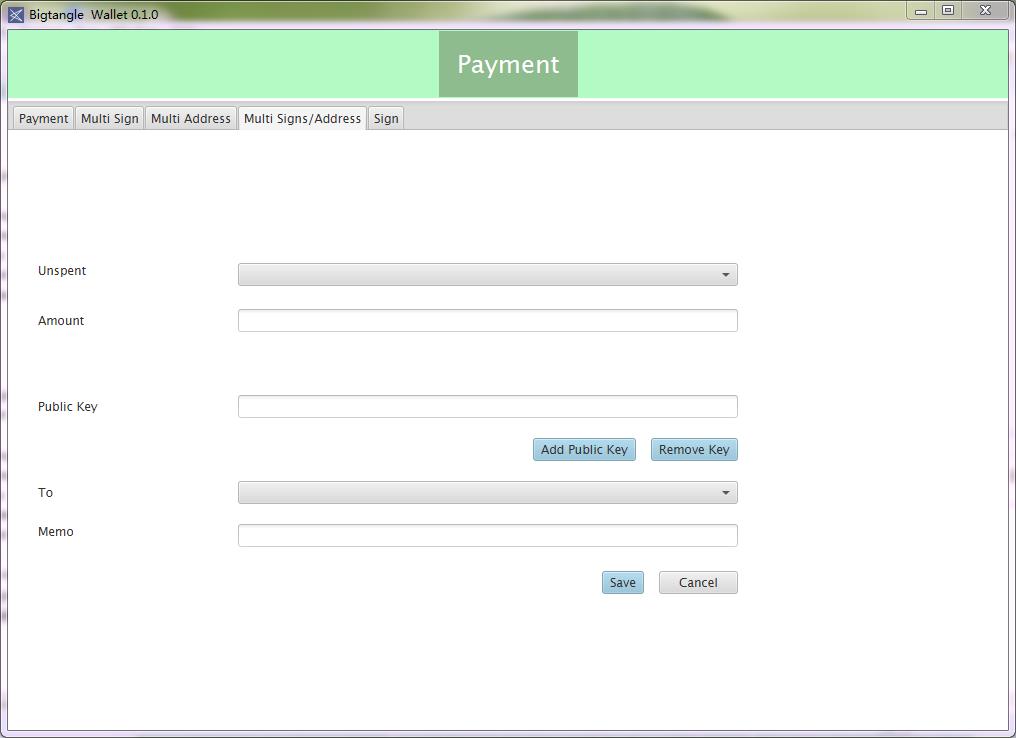 Bigtangle Wallet 0.1.0
Payment
Payment Multi Sign Multi Address Multi Signs/Address Sign
Unspent
Amount
Public Key
Add Public Key Remove Key
To
Memo
Save Cancel